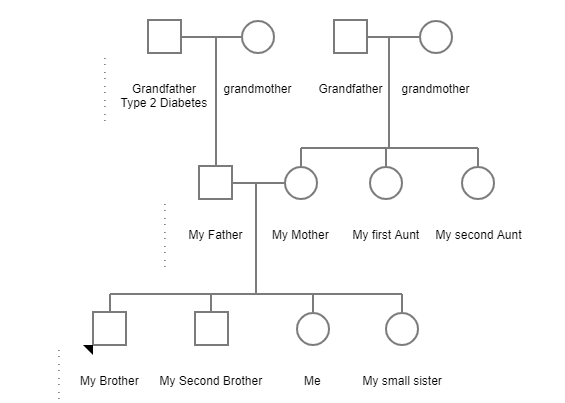 Grandfather
Type 2 Diabetes
grandmother
Grandfather
grandmother
My Father
My Mother
My first Aunt
My second Aunt
My Brother
My Second Brother
Me
My small sister